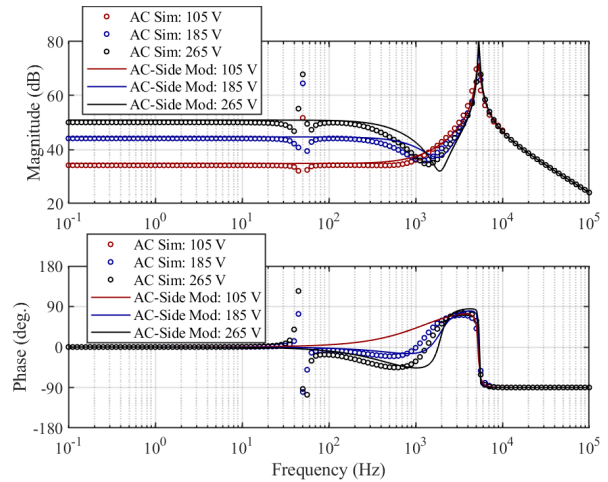 AC Sim: 105 V
AC Sim: 185 V
AC Sim: 265 V
AC-Side Mod: 105 V
AC-Side Mod: 185 V
AC-Side Mod: 265 V
Magnitude (dB)
80
60
40
20
10^-1 10^0 10^1 10^2 10^3 10^4 10^5
AC Sim: 105 V
AC Sim: 185 V
AC Sim: 265 V
AC-Side Mod: 105 V
AC-Side Mod: 185 V
AC-Side Mod: 265 V
Phase (deg.)
180
90
0
-90
-180
10^-1 10^0 10^1 10^2 10^3 10^4 10^5
Frequency (Hz)